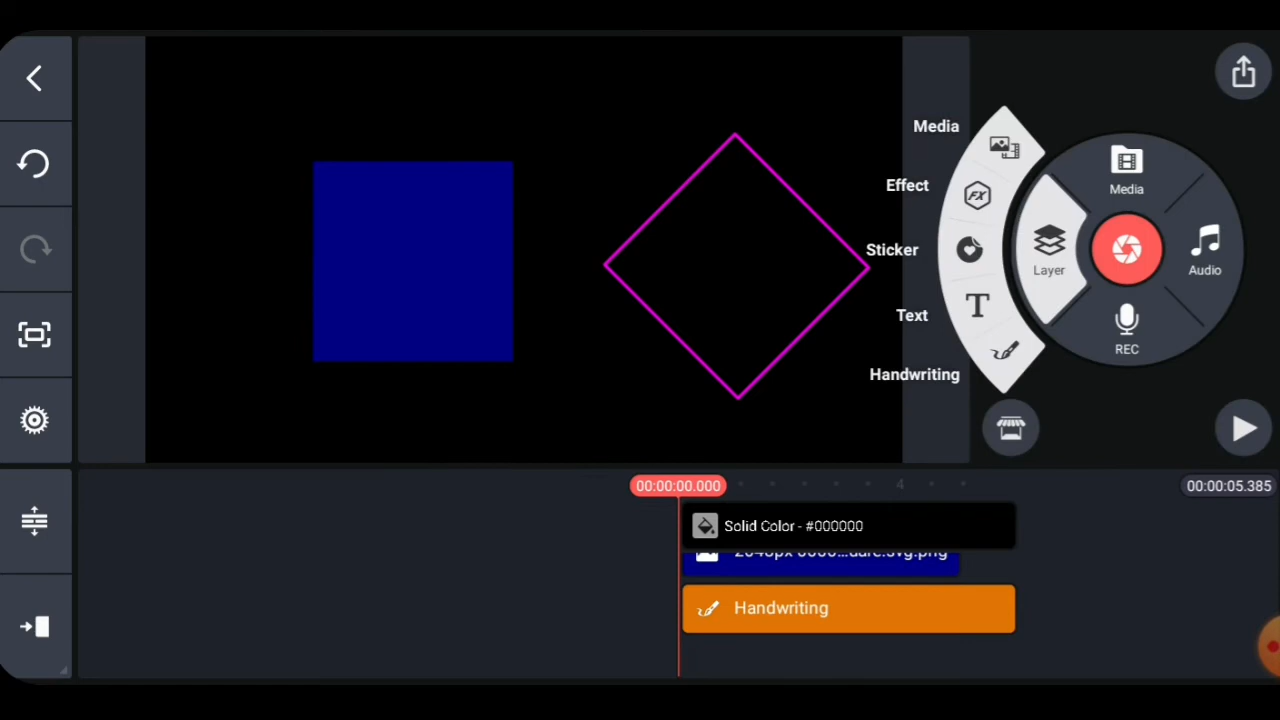 Media
Effect
Sticker
Text
Handwriting
Media
Layer
Audio
REC
00:00:00.000
4
00:00:05.385
Solid Color - #000000
Handwriting